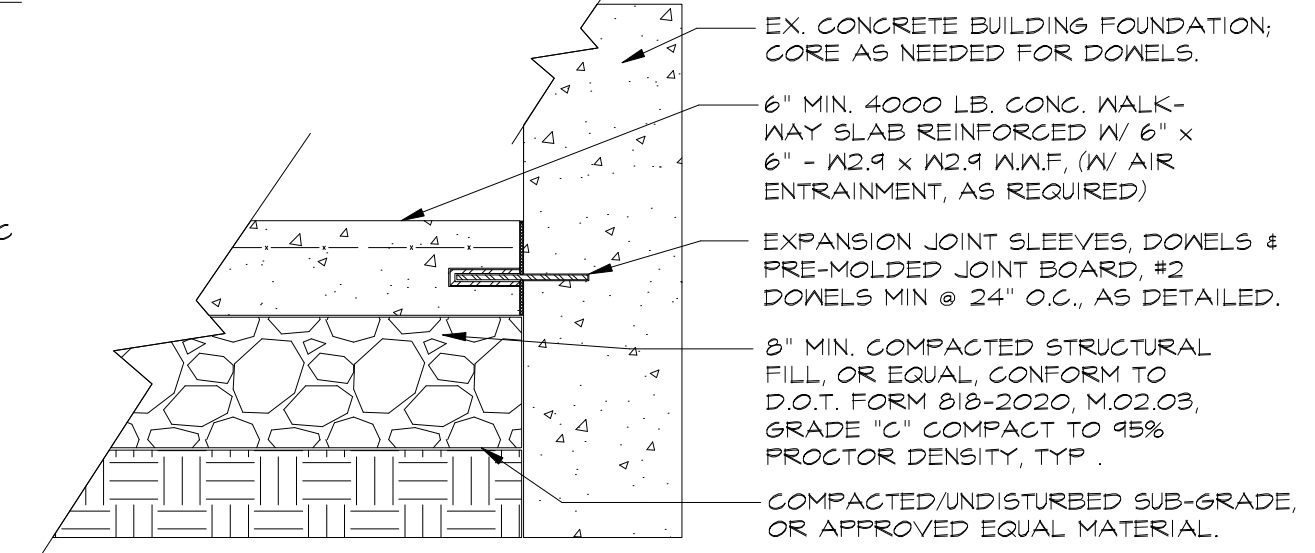 EX. CONCRETE BUILDING FOUNDATION;
CORE AS NEEDED FOR DOWELS.
6" MIN. 4000 LB. CONC. WALK-
WAY SLAB REINFORCED W/ 6" x
6" - W2.9 x W2.9 W.W.F, (W/ AIR
ENTRAINMENT, AS REQUIRED)
C
EXPANSION JOINT SLEEVES, DOWELS &
PRE-MOLDED JOINT BOARD, #2
DOWELS MIN @ 24" O.C., AS DETAILED.
8" MIN. COMPACTED STRUCTURAL
FILL, OR EQUAL, CONFORM TO
D.O.T. FORM 818-2020, M.02.03,
GRADE "C" COMPACT TO 95%
PROCTOR DENSITY, TYP .
COMPACTED/UNDISTURBED SUB-GRADE,
OR APPROVED EQUAL MATERIAL.